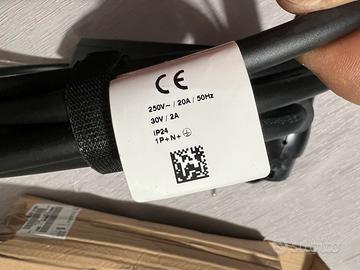 CE
250V~ / 20A / 50Hz
30V / 2A
IP24
1P+N+⏚